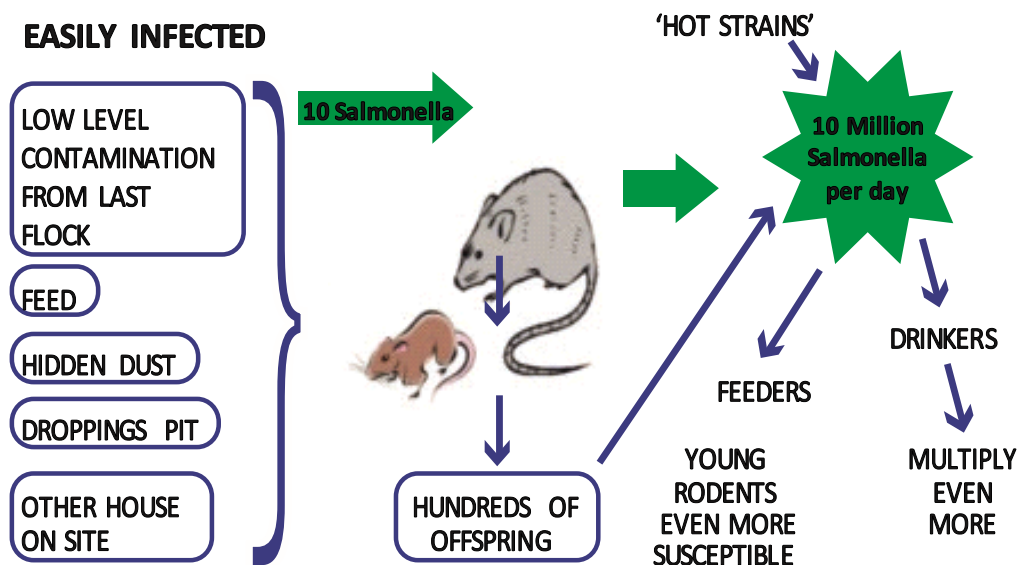 EASILY INFECTED
LOW LEVEL
CONTAMINATION
FROM LAST
FLOCK
FEED
HIDDEN DUST
DROPPINGS PIT
OTHER HOUSE
ON SITE
10 Salmonella
HUNDREDS OF
OFFSPRING
‘HOT STRAINS’
10 Million
Salmonella
per day
FEEDERS
YOUNG
RODENTS
EVEN MORE
SUSCEPTIBLE
DRINKERS
MULTIPLY
EVEN
MORE